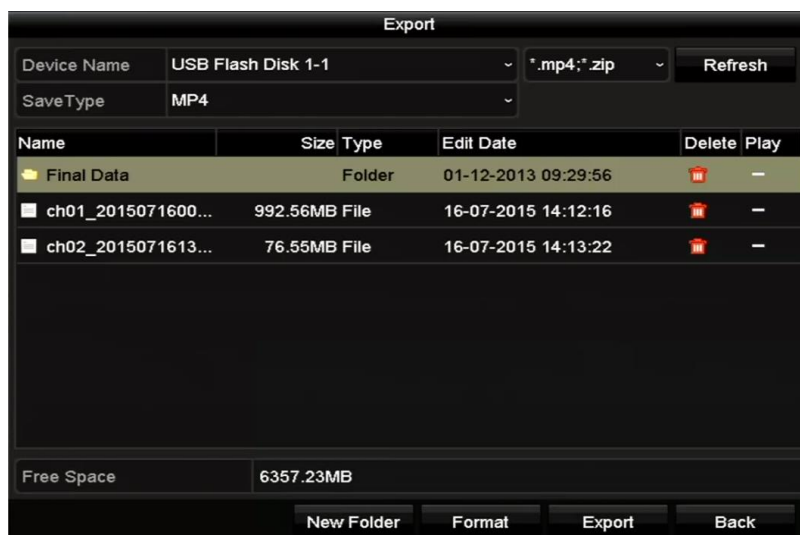 Export
Device Name USB Flash Disk 1-1 *.mp4;*.zip Refresh
SaveType MP4
Name Size Type Edit Date Delete Play
Final Data Folder 01-12-2013 09:29:56
ch01_2015071600... 992.56MB File 16-07-2015 14:12:16
ch02_2015071613... 76.55MB File 16-07-2015 14:13:22
Free Space 6357.23MB
New Folder Format Export Back